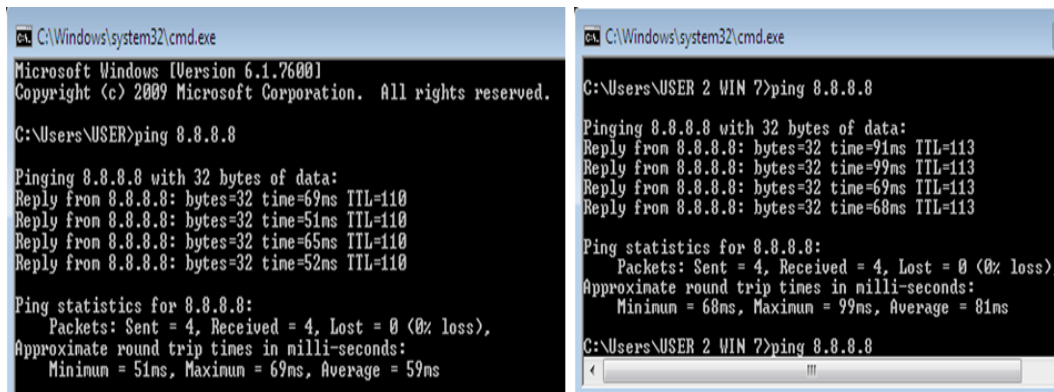 C:\Windows\system32\cmd.exe
Microsoft Windows [Version 6.1.7600]
Copyright (c) 2009 Microsoft Corporation.  All rights reserved.
C:\Users\USER>ping 8.8.8.8
Pinging 8.8.8.8 with 32 bytes of data:
Reply from 8.8.8.8: bytes=32 time=69ms TTL=110
Reply from 8.8.8.8: bytes=32 time=51ms TTL=110
Reply from 8.8.8.8: bytes=32 time=65ms TTL=110
Reply from 8.8.8.8: bytes=32 time=52ms TTL=110
Ping statistics for 8.8.8.8:
Packets: Sent = 4, Received = 4, Lost = 0 (0% loss),
Approximate round trip times in milli-seconds:
Minimum = 51ms, Maximum = 69ms, Average = 59ms
C:\Windows\system32\cmd.exe
C:\Users\USER 2 WIN 7>ping 8.8.8.8
Pinging 8.8.8.8 with 32 bytes of data:
Reply from 8.8.8.8: bytes=32 time=91ms TTL=113
Reply from 8.8.8.8: bytes=32 time=99ms TTL=113
Reply from 8.8.8.8: bytes=32 time=69ms TTL=113
Reply from 8.8.8.8: bytes=32 time=68ms TTL=113
Ping statistics for 8.8.8.8:
Packets: Sent = 4, Received = 4, Lost = 0 (0% loss)
Approximate round trip times in milli-seconds:
Minimum = 68ms, Maximum = 99ms, Average = 81ms
C:\Users\USER 2 WIN 7>ping 8.8.8.8